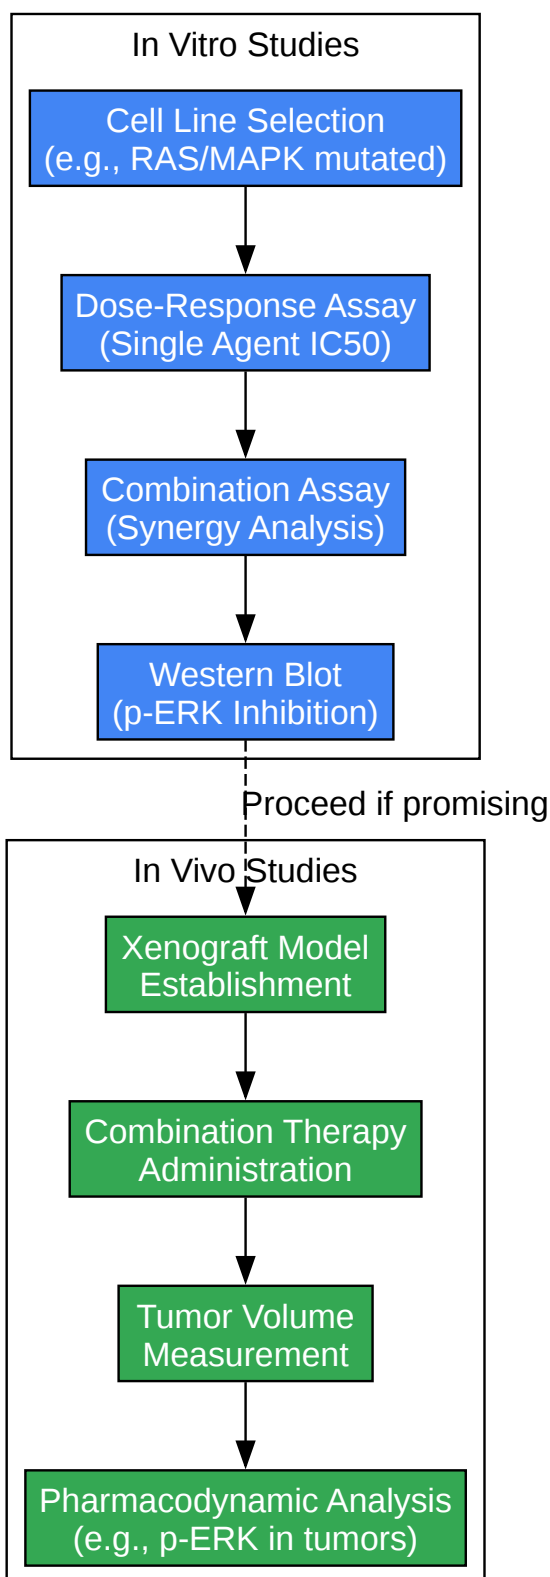 In Vitro Studies
Cell Line Selection
(e.g., RAS/MAPK mutated)
Dose-Response Assay
(Single Agent IC50)
Combination Assay
(Synergy Analysis)
Western Blot
(p-ERK Inhibition)
Proceed if promising
In Vivo Studies
Xenograft Model
Establishment
Combination Therapy
Administration
Tumor Volume
Measurement
Pharmacodynamic Analysis
(e.g., p-ERK in tumors)